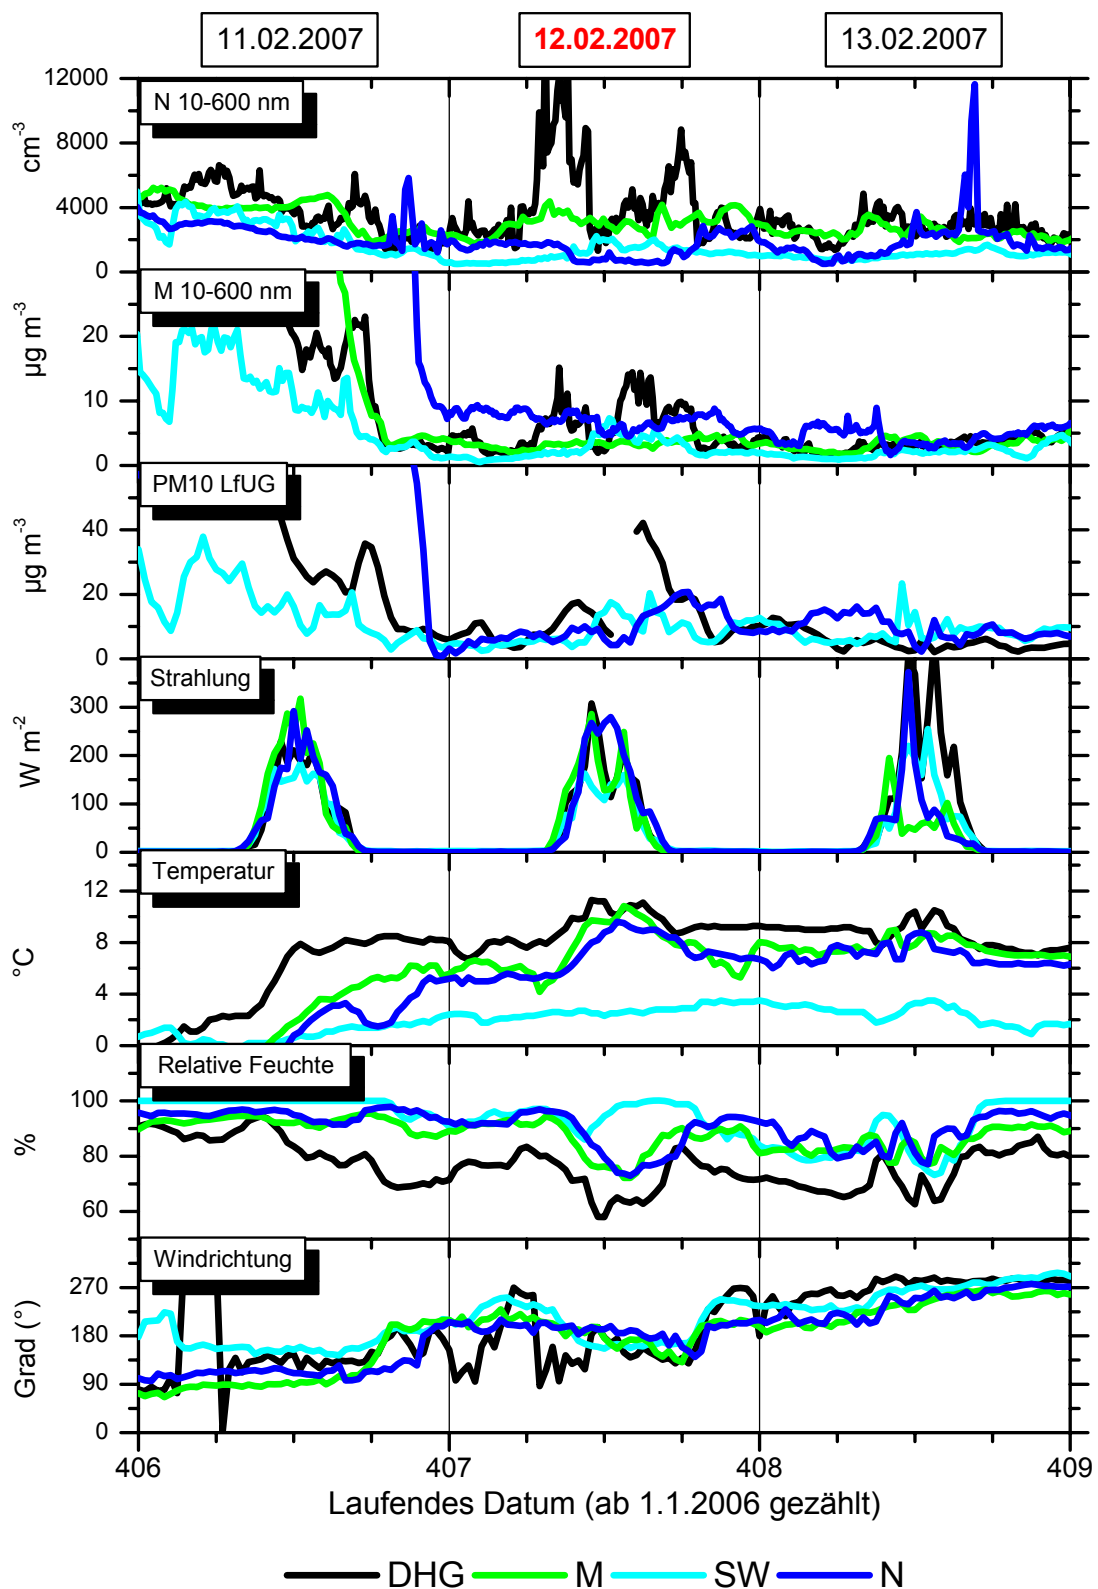 11.02.2007 12.02.2007 13.02.2007
N 10-600 nm
cm-3
12000
8000
4000
0
M 10-600 nm
µg m-3
20
10
0
PM10 LfUG
µg m-3
40
20
0
Strahlung
W m-2
300
200
100
0
Temperatur
°C
12
8
4
0
Relative Feuchte
%
100
80
60
Windrichtung
Grad (°)
270
180
90
0
406 407 408 409
Laufendes Datum (ab 1.1.2006 gezählt)
DHG M SW N